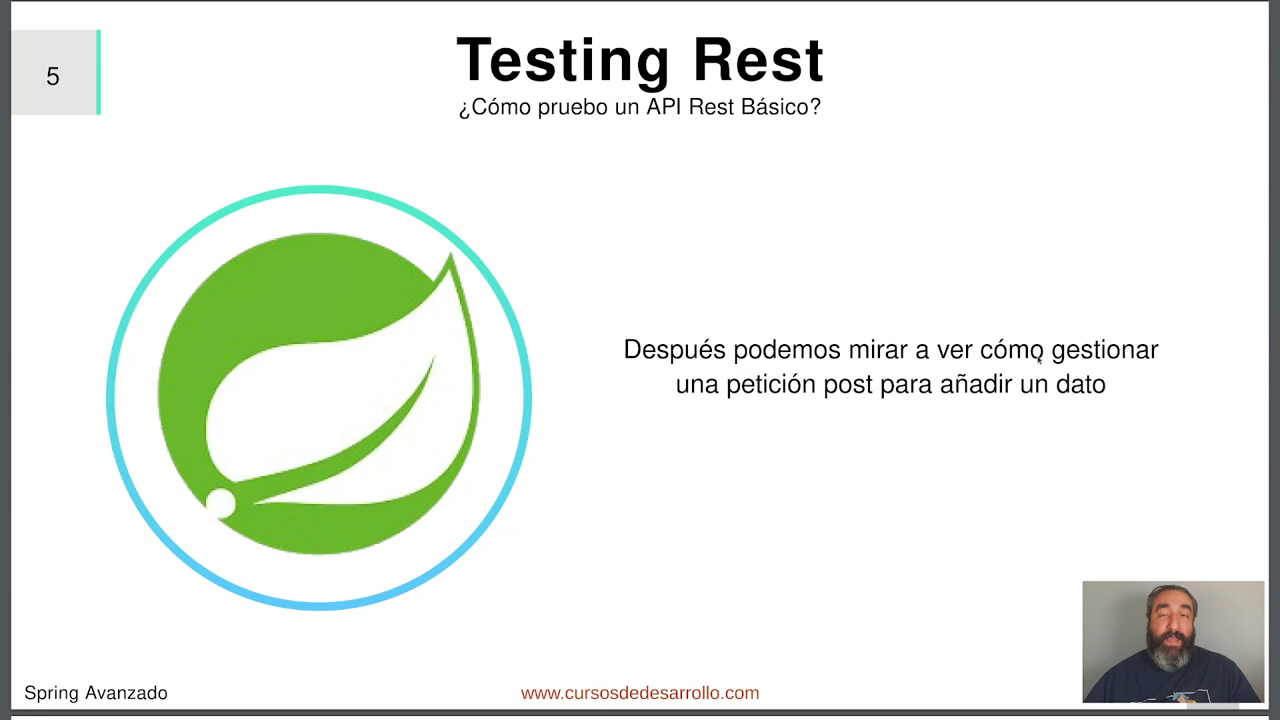 5
Testing Rest
¿Cómo pruebo un API Rest Básico?
Después podemos mirar a ver cómo gestionar
una petición post para añadir un dato
Spring Avanzado
www.cursosdedesarrollo.com